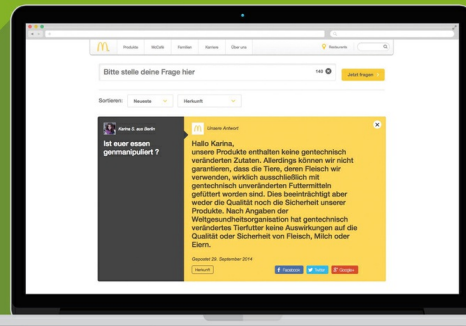 Produkte McCafé Familien Karriere Über uns Restaurants
Bitte stelle deine Frage hier
140
Jetzt fragen
Sortieren: Neueste Herkunft
Karina S. aus Berlin
Ist euer essen
genmanipuliert ?
Unsere Antwort
Hallo Karina,
unsere Produkte enthalten keine gentechnisch
veränderten Zutaten. Allerdings können wir nicht
garantieren, dass die Tiere, deren Fleisch wir
verwenden, wirklich ausschließlich mit
gentechnisch unveränderten Futtermitteln
gefüttert worden sind. Dies beeinträchtigt aber
weder die Qualität noch die Sicherheit unserer
Produkte. Nach Angaben der
Weltgesundheitsorganisation hat gentechnisch
verändertes Tierfutter keine Auswirkungen auf die
Qualität oder Sicherheit von Fleisch, Milch oder
Eiern.
Gepostet 29. September 2014
Herkunft
Facebook Twitter Google+